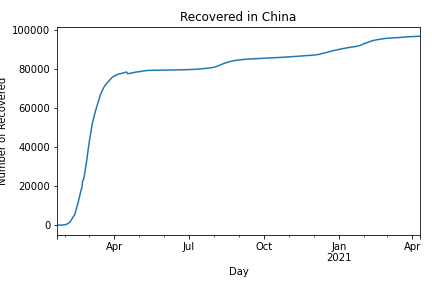 Recovered in China
Number of Recovered
100000
80000
60000
40000
20000
0
Apr
Jul
Oct
Jan
2021
Apr
Day